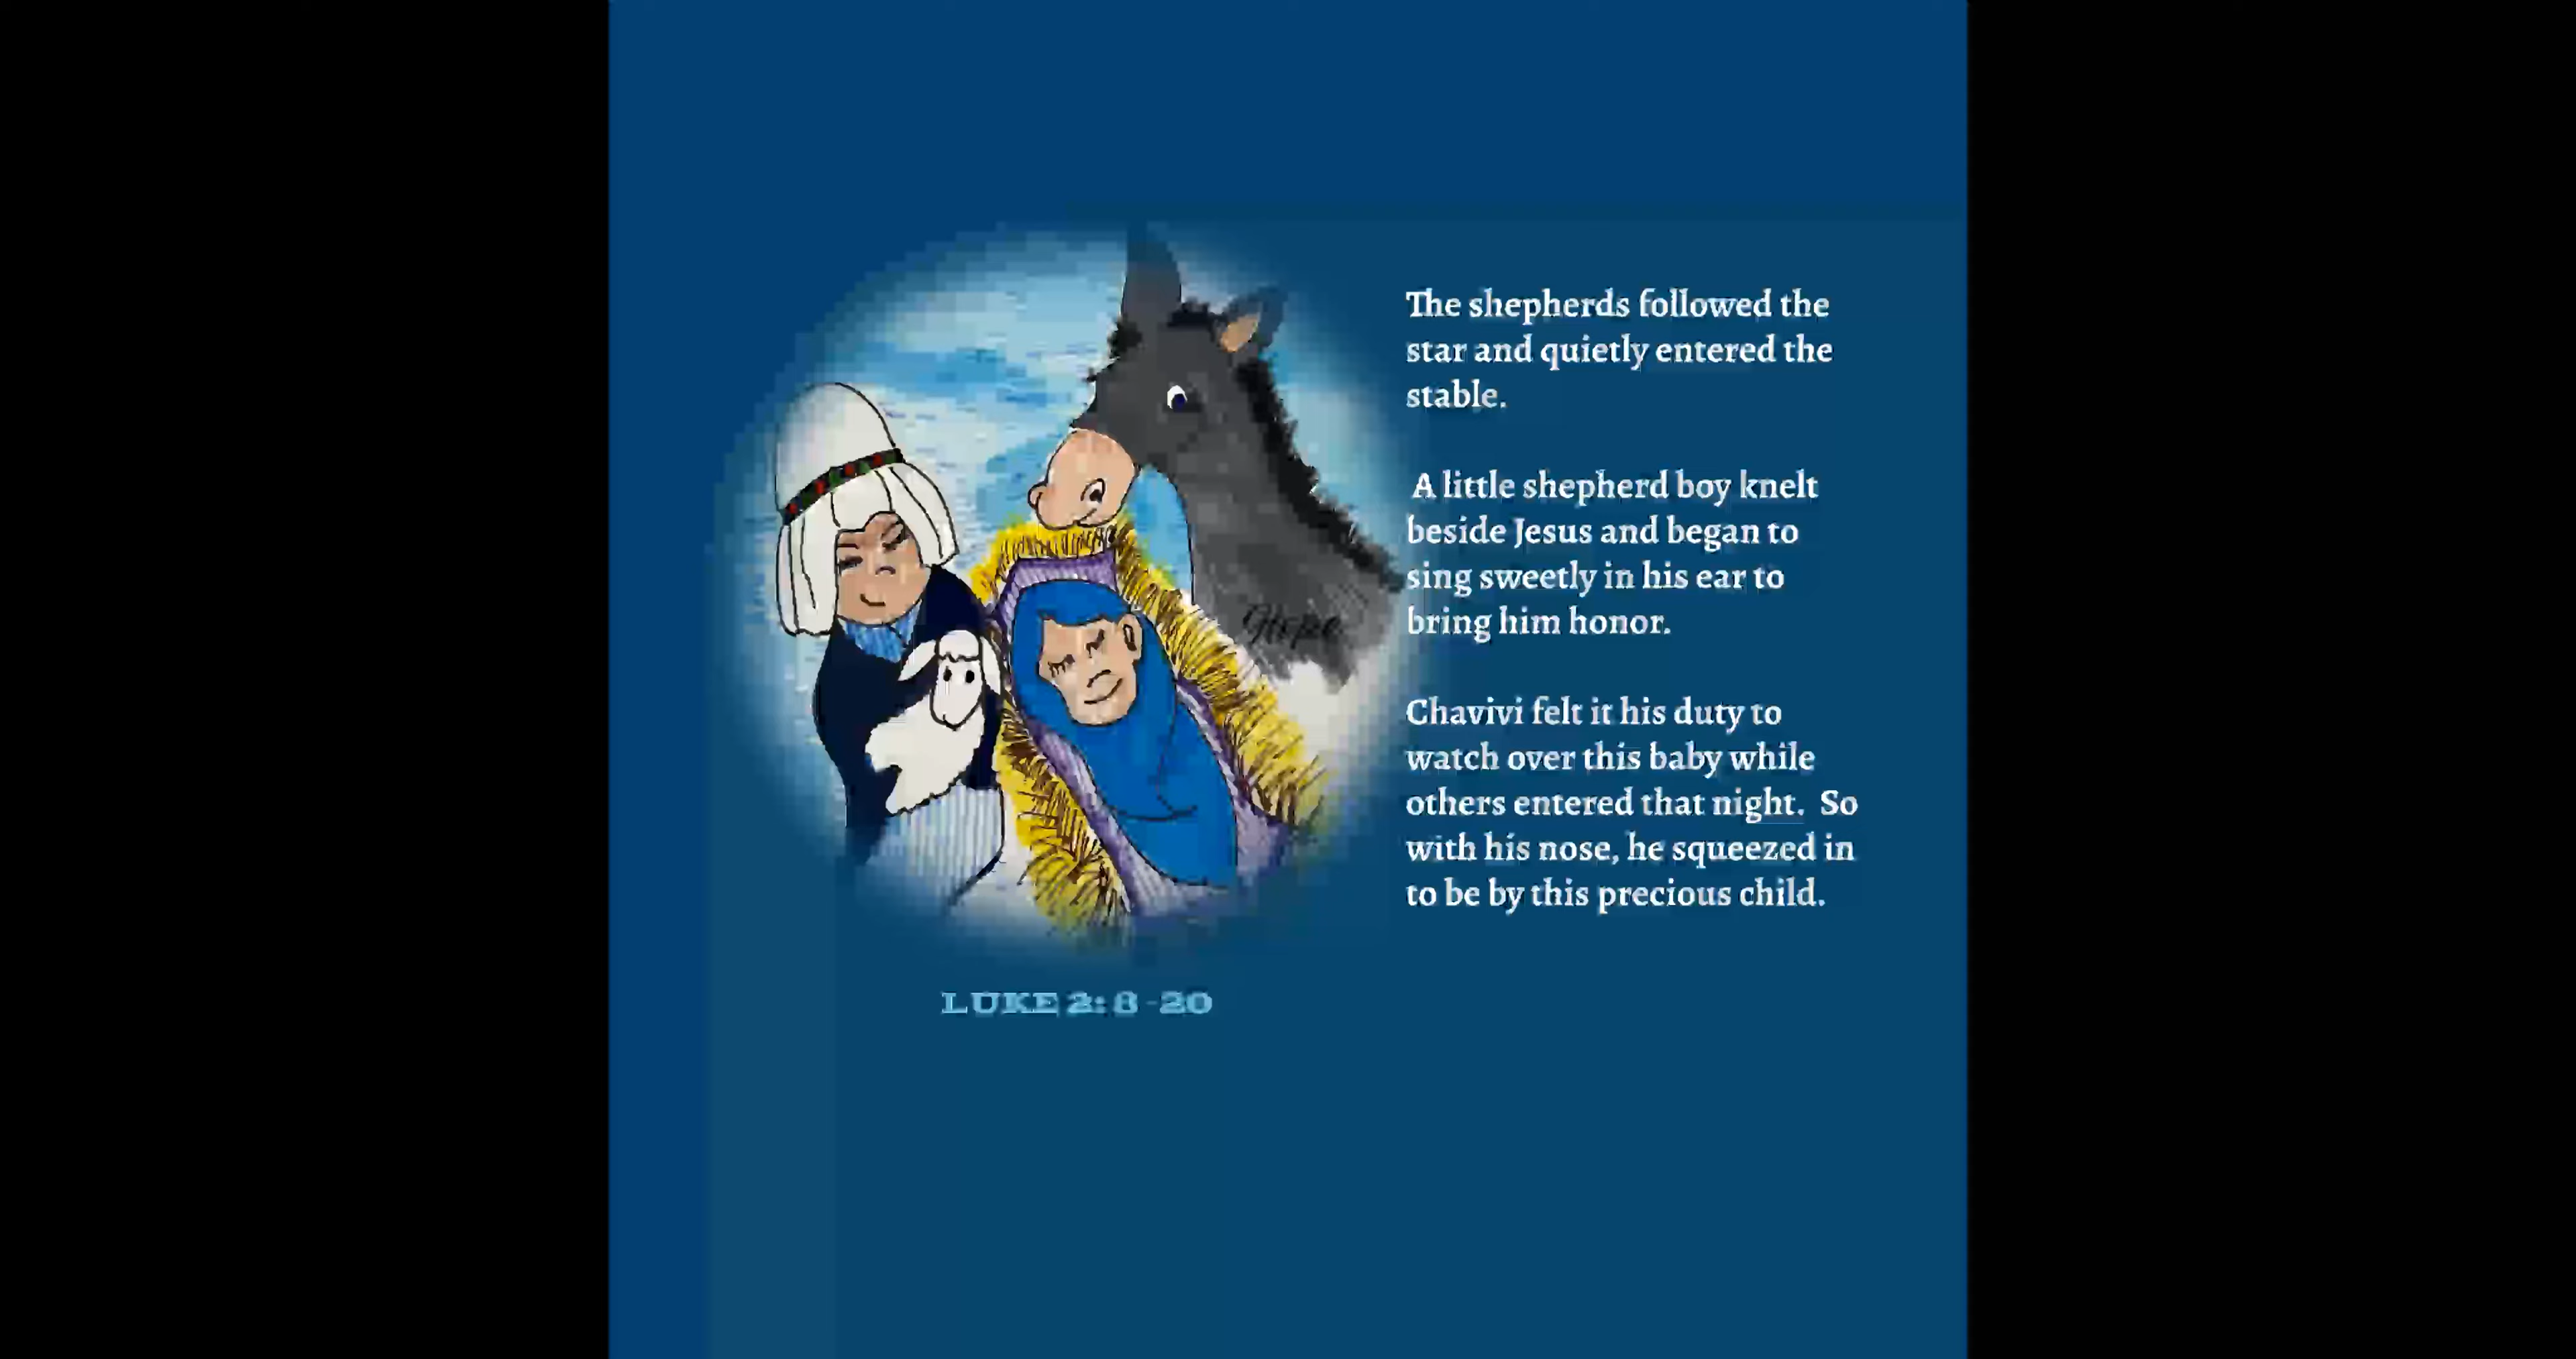 The shepherds followed the
star and quietly entered the
stable.
A little shepherd boy knelt
beside Jesus and began to
sing sweetly in his ear to
bring him honor.
Chavivi felt it his duty to
watch over this baby while
others entered that night. So
with his nose, he squeezed in
to be by this precious child.
Hope
LUKE 2: 8 -20